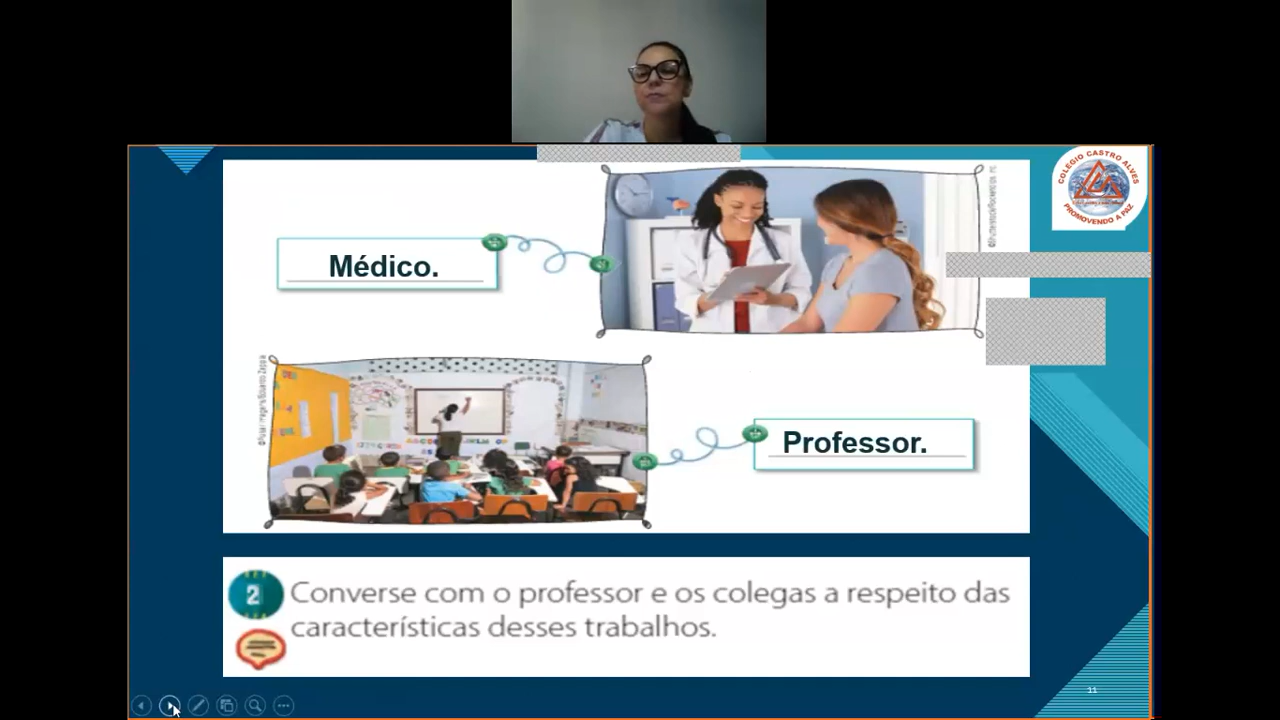 COLÉGIO CASTRO ALVES
PROMOVENDO A PAZ
Médico.
Professor.
2
Converse com o professor e os colegas a respeito das
características desses trabalhos.
11